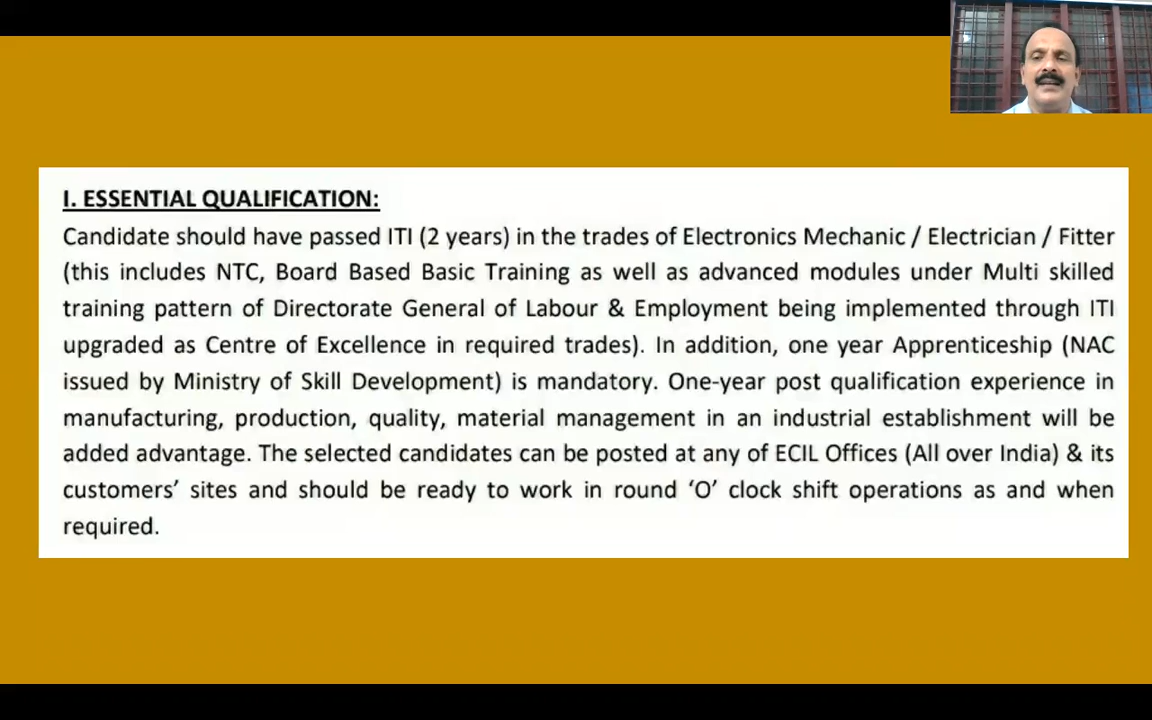 I. ESSENTIAL QUALIFICATION:
Candidate should have passed ITI (2 years) in the trades of Electronics Mechanic / Electrician / Fitter
(this includes NTC, Board Based Basic Training as well as advanced modules under Multi skilled
training pattern of Directorate General of Labour & Employment being implemented through ITI
upgraded as Centre of Excellence in required trades). In addition, one year Apprenticeship (NAC
issued by Ministry of Skill Development) is mandatory. One-year post qualification experience in
manufacturing, production, quality, material management in an industrial establishment will be
added advantage. The selected candidates can be posted at any of ECIL Offices (All over India) & its
customers’ sites and should be ready to work in round ‘O’ clock shift operations as and when
required.